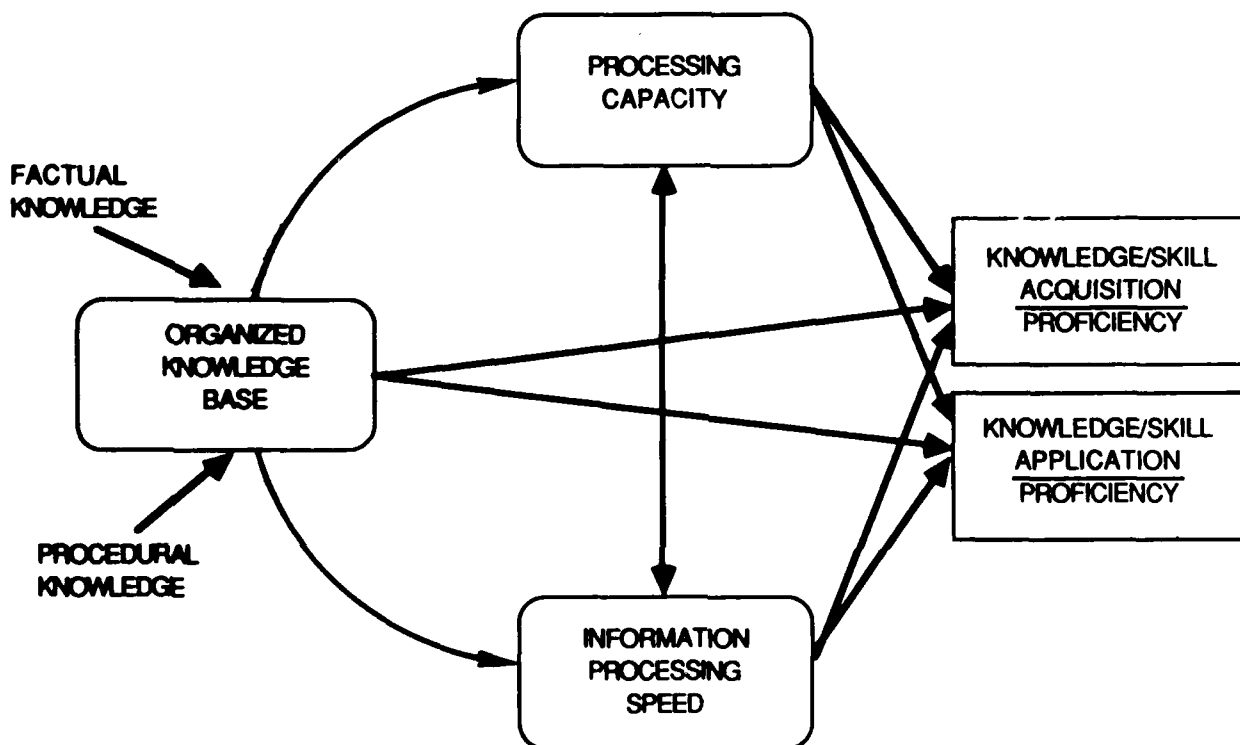 PROCESSING
CAPACITY
FACTUAL
KNOWLEDGE
ORGANIZED
KNOWLEDGE
BASE
PROCEDURAL
KNOWLEDGE
INFORMATION
PROCESSING
SPEED
KNOWLEDGE/SKILL
ACQUISITION
PROFICIENCY
KNOWLEDGE/SKILL
APPLICATION
PROFICIENCY